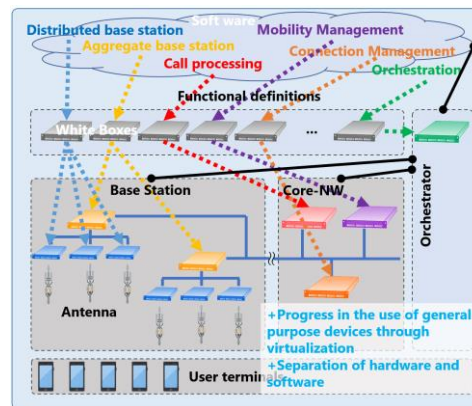 Soft ware
Distributed base station
Mobility Management
Aggregate base station
Connection Management
Call processing
Orchestration
Functional definitions
White Boxes
...
Base Station
Core-NW
Orchestrator
Antenna
+Progress in the use of general
purpose devices through
virtualization
+Separation of hardware and
software
User terminals